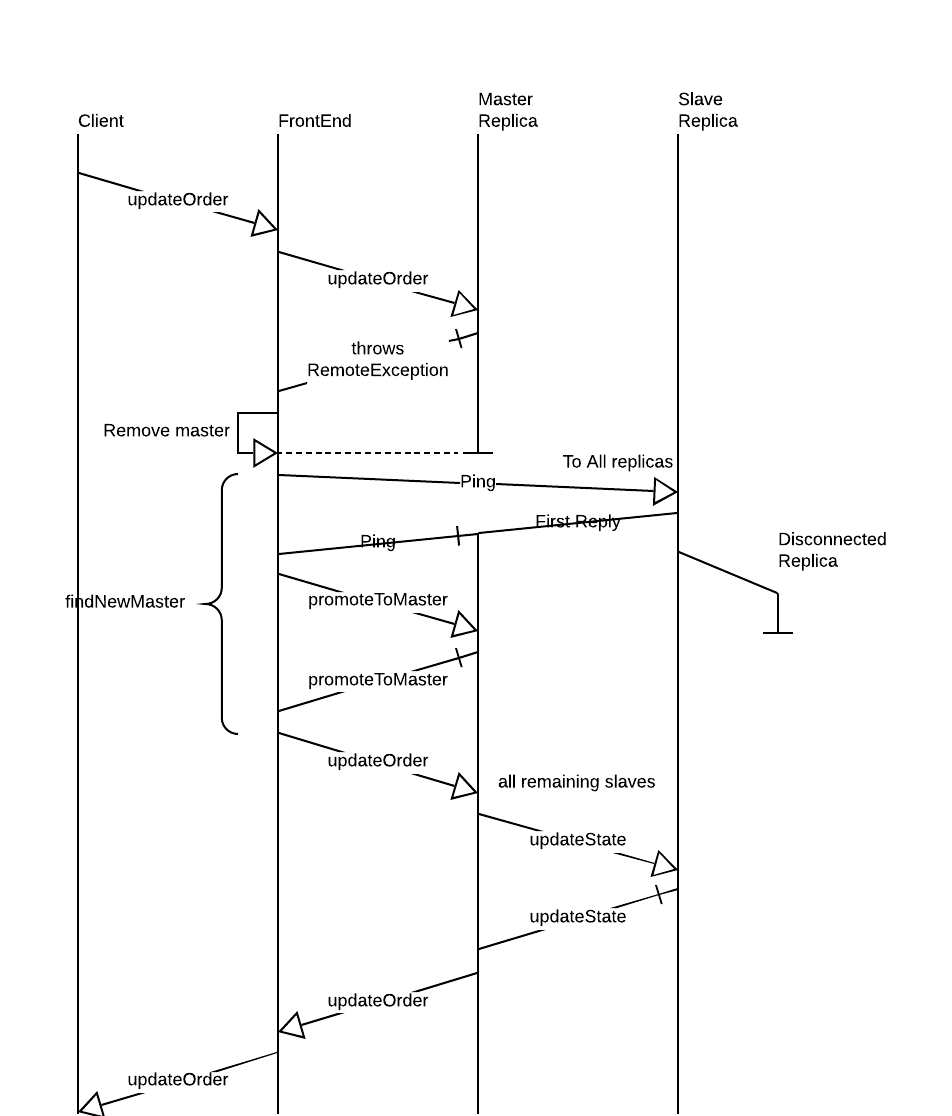 Client
FrontEnd
Master
Replica
Slave
Replica
updateOrder
updateOrder
throws
RemoteException
Remove master
To All replicas
Ping
First Reply
Ping
Disconnected
Replica
findNewMaster
promoteToMaster
promoteToMaster
updateOrder
all remaining slaves
updateState
updateState
updateOrder
updateOrder